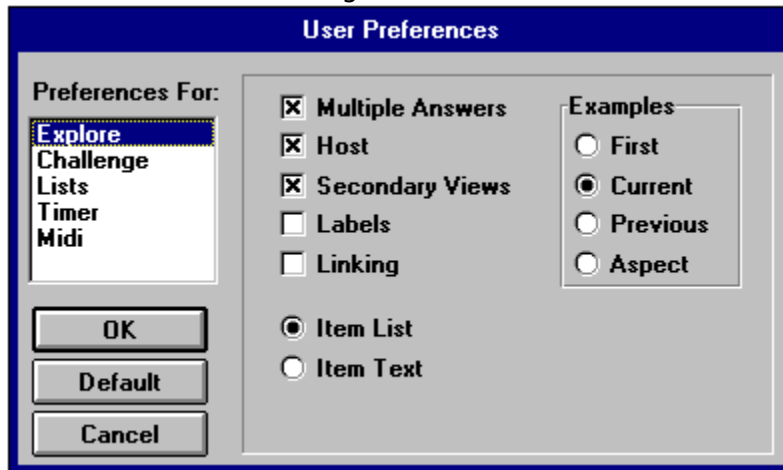 User Preferences
Preferences For:
Explore
Challenge
Lists
Timer
Midi
OK
Default
Cancel
Multiple Answers
Host
Secondary Views
Labels
Linking
Item List
Item Text
Examples
First
Current
Previous
Aspect